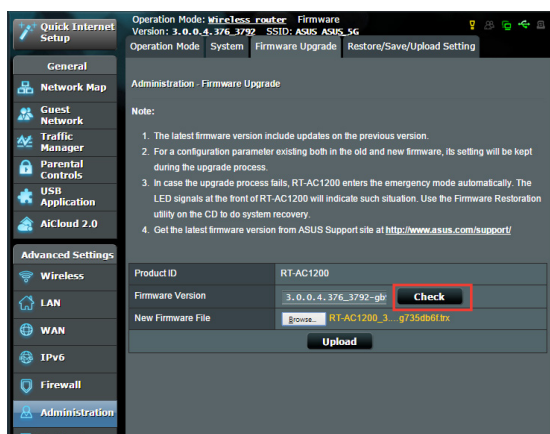 Quick Internet
Setup
Operation Mode: Wireless router Firmware
Version: 3.0.0.4.376_3792 SSID: ASUS ASUS_5G
Operation Mode System Firmware Upgrade Restore/Save/Upload Setting
General
Network Map
Guest
Network
Traffic
Manager
Parental
Controls
USB
Application
AiCloud 2.0
Advanced Settings
Wireless
LAN
WAN
IPv6
Firewall
Administration
Administration - Firmware Upgrade
Note:
1. The latest firmware version include updates on the previous version.
2. For a configuration parameter existing both in the old and new firmware, its setting will be kept
during the upgrade process.
3. In case the upgrade process fails, RT-AC1200 enters the emergency mode automatically. The
LED signals at the front of RT-AC1200 will indicate such situation. Use the Firmware Restoration
utility on the CD to do system recovery.
4. Get the latest firmware version from ASUS Support site at http://www.asus.com/support/
Product ID RT-AC1200
Firmware Version 3.0.0.4.376_3792-gb Check
New Firmware File Browse... RT-AC1200_3....g735db6f.trx
Upload